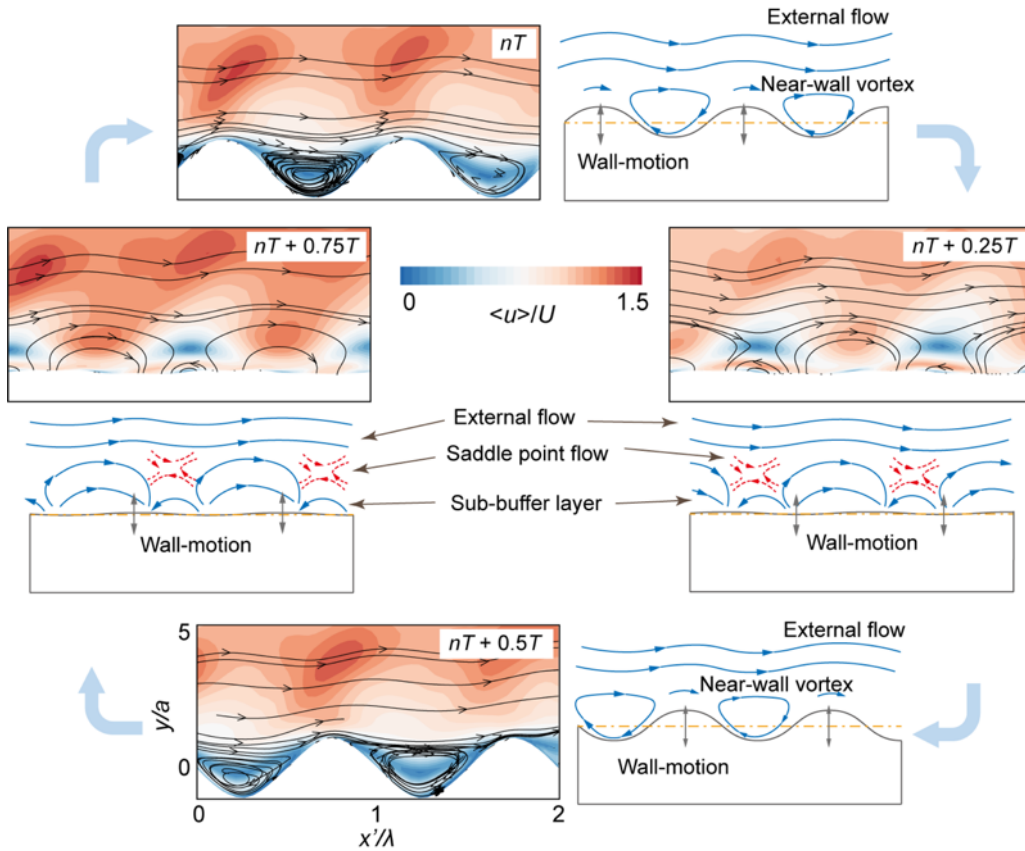 nT
External flow
Near-wall vortex
Wall-motion
nT + 0.75T
0
1.5
<u>/U
nT + 0.25T
External flow
Saddle point flow
Sub-buffer layer
Wall-motion
Wall-motion
5
y/a
0
nT + 0.5T
0
1
2
x'/λ
External flow
Near-wall vortex
Wall-motion